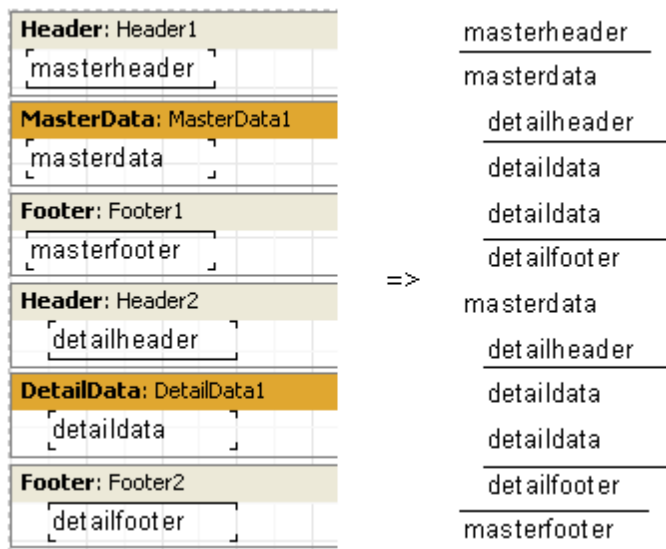 Header: Header1
masterheader
MasterData: MasterData1
masterdata
Footer: Footer1
masterfooter
Header: Header2
detailheader
DetailData: DetailData1
detaildata
Footer: Footer2
detailfooter
=>
masterheader
masterdata
detailheader
detaildata
detaildata
detailfooter
masterdata
detailheader
detaildata
detaildata
detailfooter
masterfooter